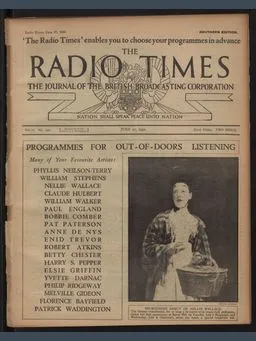 SOUTHERN EDITION.
'The Radio Times' enables you to choose your programmes in advance
THE
RADIO TIMES
THE JOURNAL OF THE BRITISH BROADCASTING CORPORATION
NATION SHALL SPEAK PEACE UNTO NATION
PROGRAMMES FOR OUT-OF-DOORS LISTENING
Many of Your Favourite Artists:
PHYLLIS NEILSON-TERRY
WILLIAM STEPHENS
NELLIE WALLACE
CLAUDE HULBERT
WILLIAM WALKER
PAUL ENGLAND
BOBBIE COMBER
PAT PATERSON
ANNE DE NYS
ENID TREVOR
ROBERT ATKINS
BETTY CHESTER
HARRY S. PEPPER
ELSIE GRIFFIN
YVETTE DARNAC
PHILIP RIDGEWAY
MELVILLE GIDEON
FLORENCE BAYFIELD
PATRICK WADDINGTON